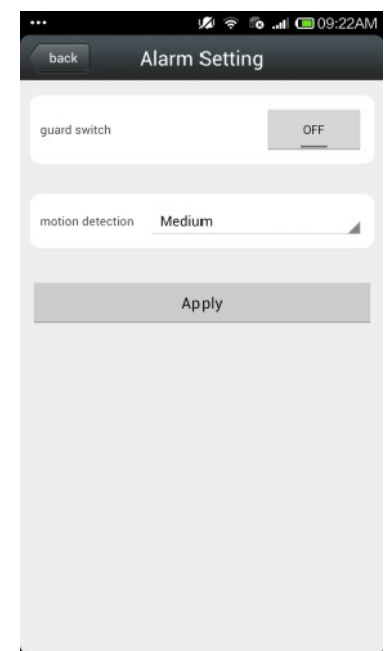 ... 09:22AM
back Alarm Setting
guard switch OFF
motion detection Medium
Apply